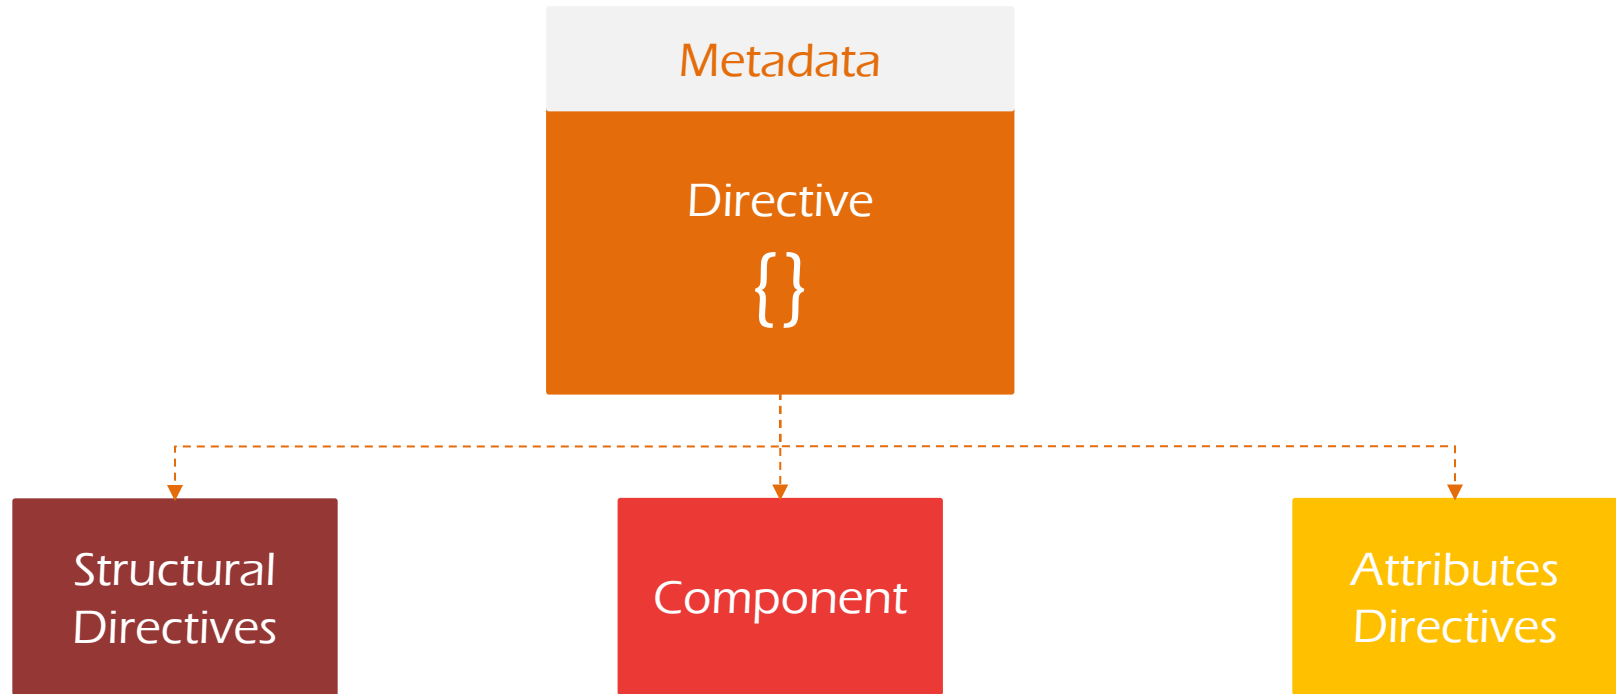 Metadata
Directive
{}
Structural
Directives
Component
Attributes
Directives